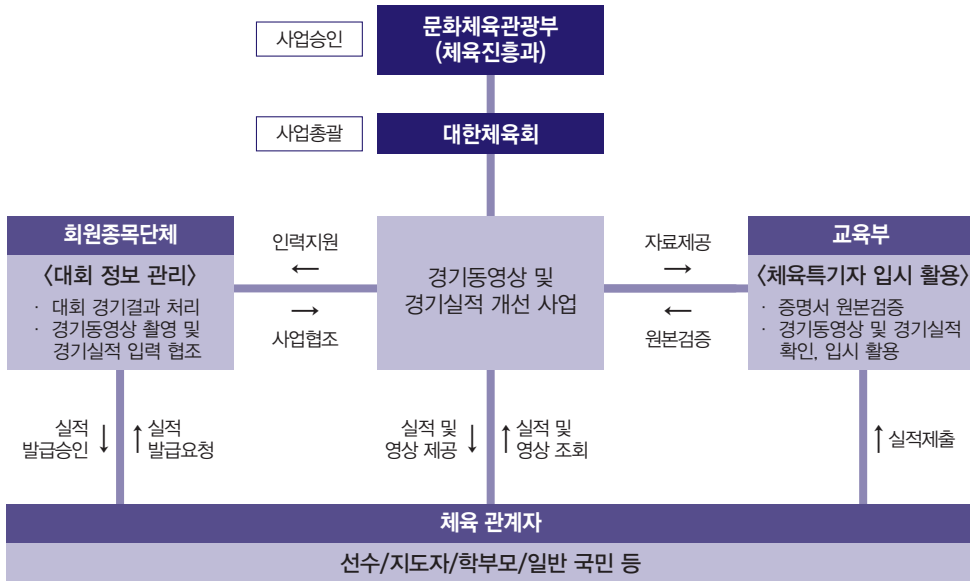 사업승인
문화체육관광부
(체육진흥과)
사업총괄
대한체육회
회원종목단체
〈대회 정보 관리〉
· 대회 경기결과 처리
· 경기동영상 촬영 및
경기실적 입력 협조
인력지원
←
→
사업협조
경기동영상 및
경기실적 개선 사업
자료제공
→
←
원본검증
교육부
〈체육특기자 입시 활용〉
· 증명서 원본검증
· 경기동영상 및 경기실적
확인, 입시 활용
실적
발급승인
↓
↑
실적
발급요청
실적 및
영상 제공
↓
↑
실적 및
영상 조회
↑
실적제출
체육 관계자
선수/지도자/학부모/일반 국민 등